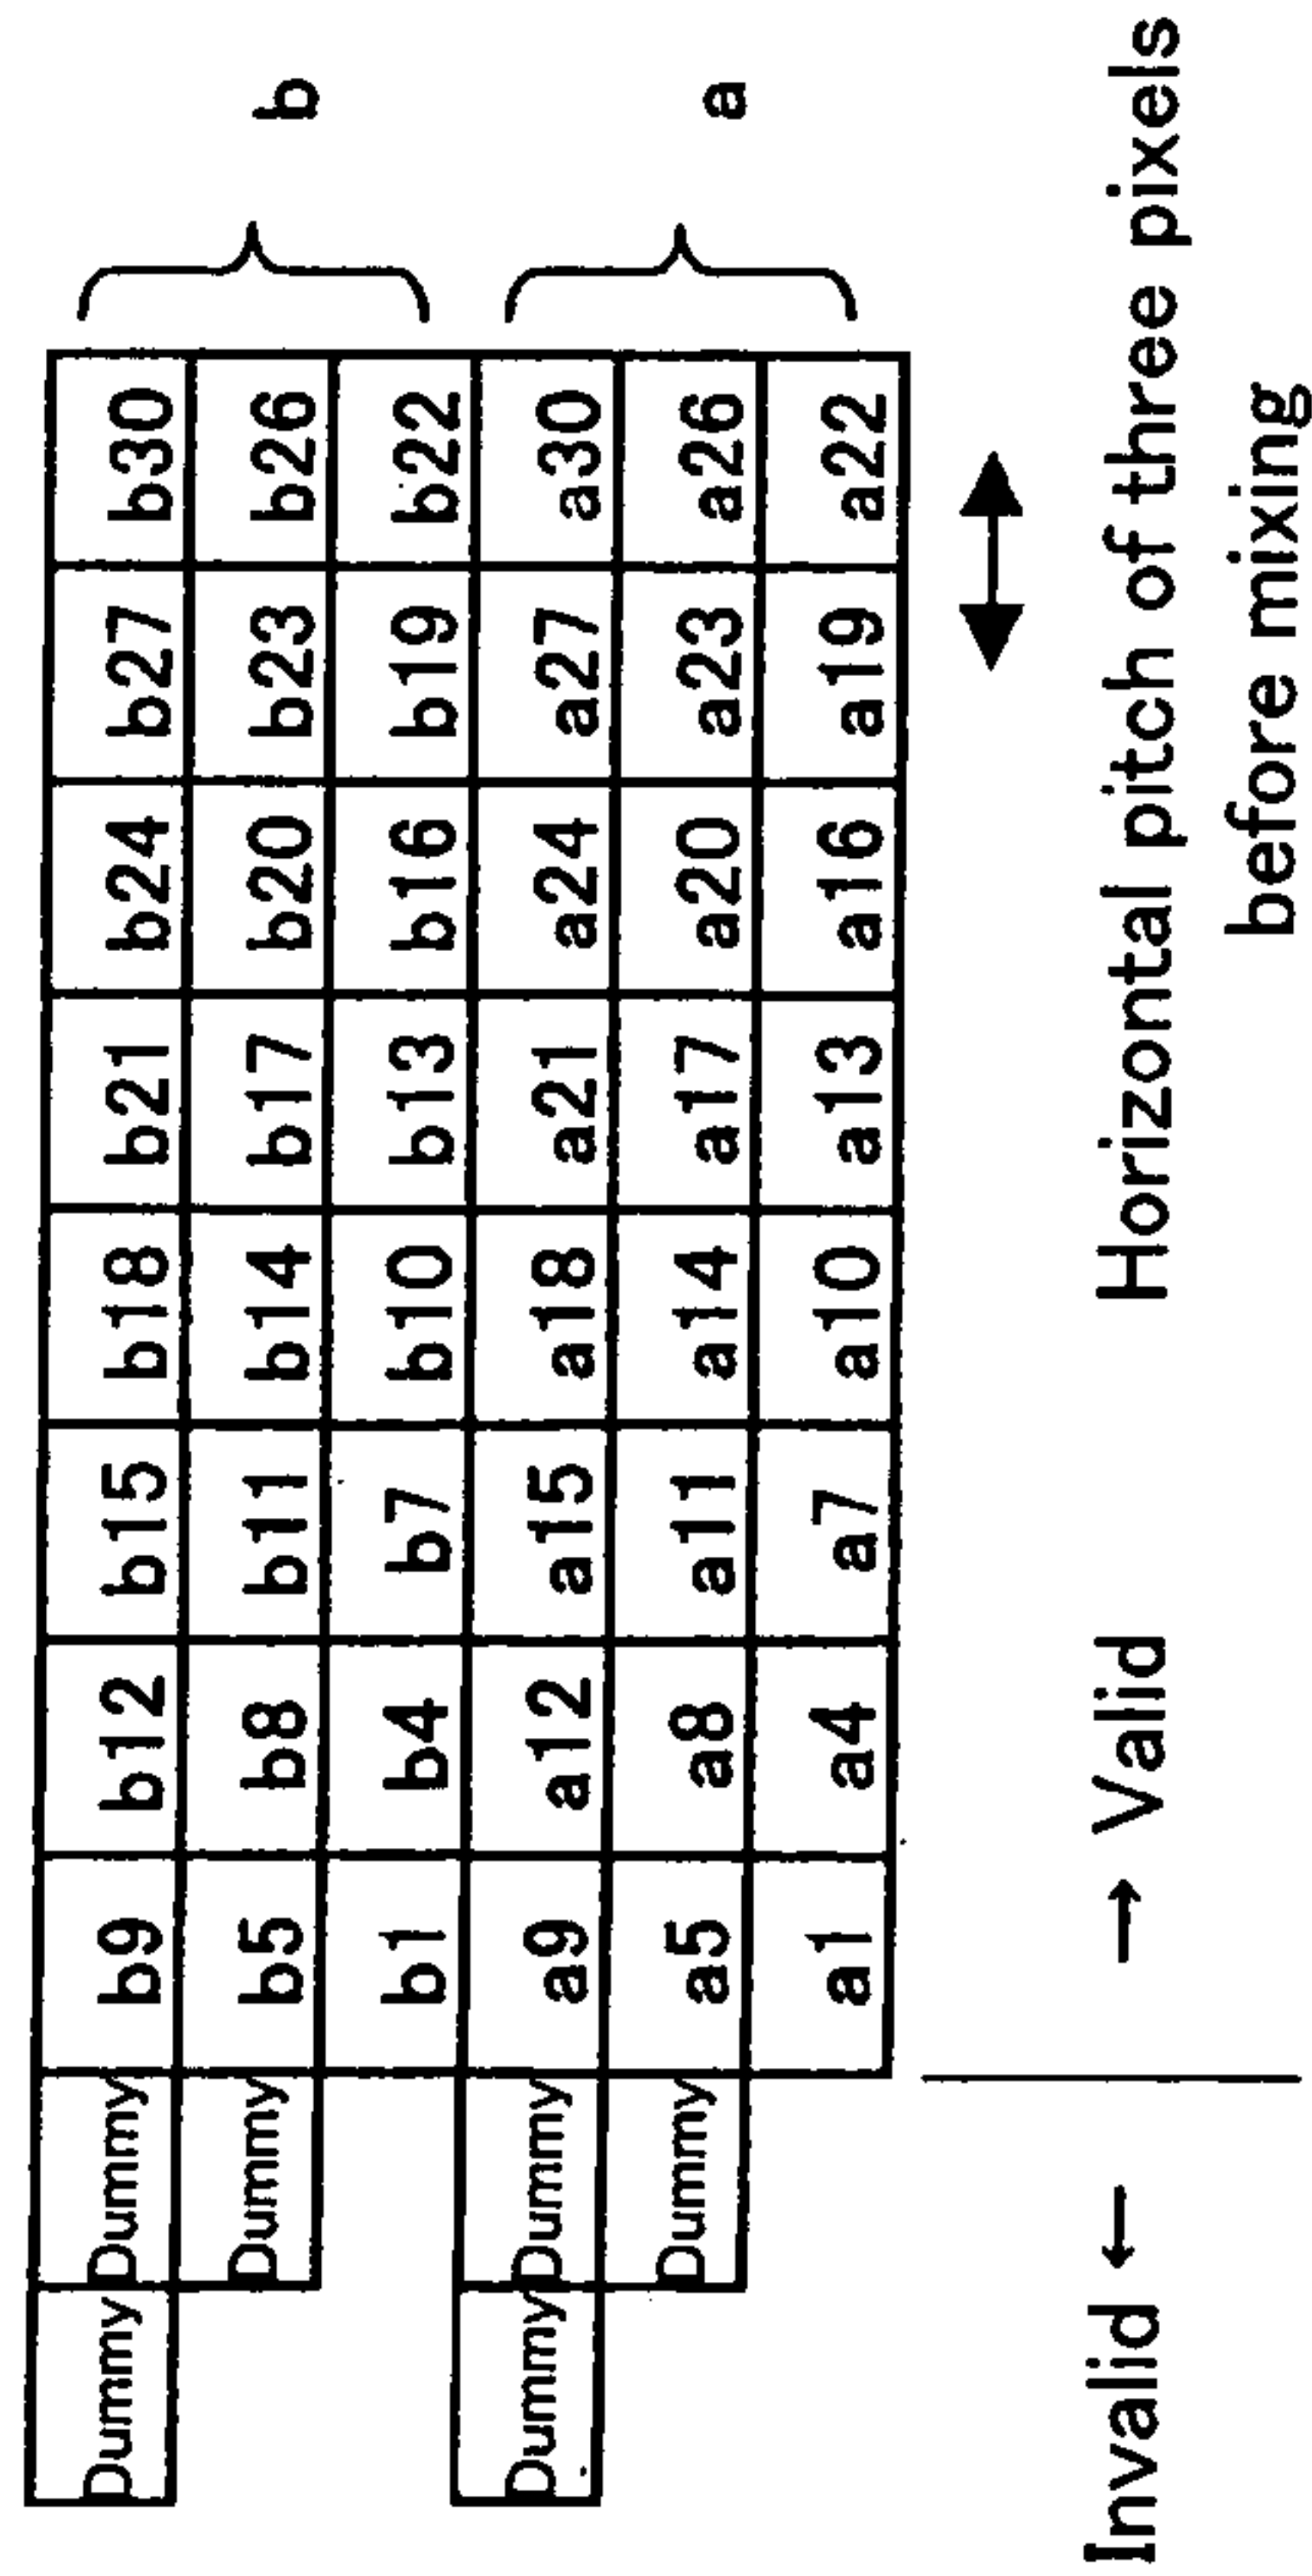 Dummy Dummy b9 b12 b15 b18 b21 b24 b27 b30
Dummy b5 b8 b11 b14 b17 b20 b23 b26
b
b1 b4 b7 b10 b13 b16 b19 b22
Dummy Dummy a9 a12 a15 a18 a21 a24 a27 a30
Dummy a5 a8 a11 a14 a17 a20 a23 a26
a
a1 a4 a7 a10 a13 a16 a19 a22
Invalid ← → Valid
Horizontal pitch of three pixels
before mixing